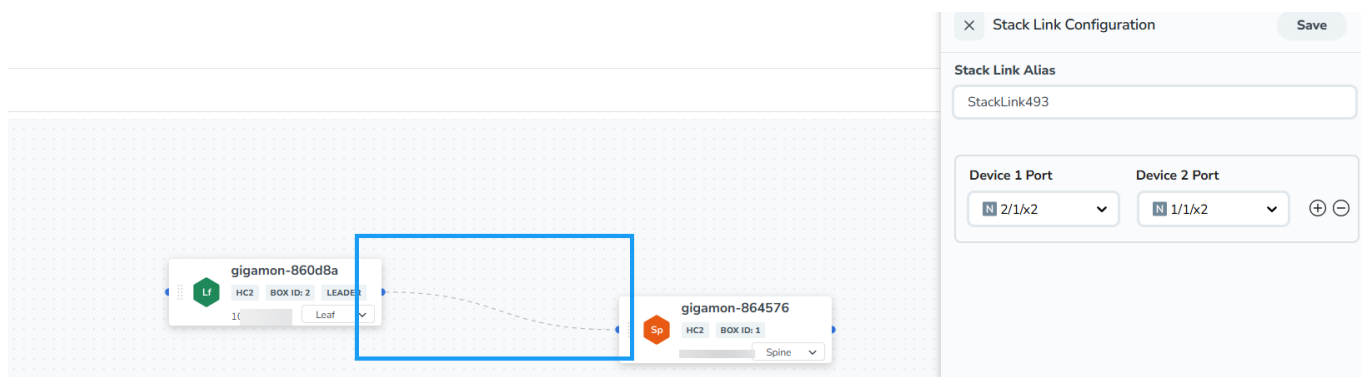 Stack Link Configuration
Save
Stack Link Alias
StackLink493
Device 1 Port
Device 2 Port
N 2/1/x2
N 1/1/x2
gigamon-860d8a
Lf
HC2
BOX ID: 2
LEADER
Leaf
gigamon-864576
Sp
HC2
BOX ID: 1
Spine